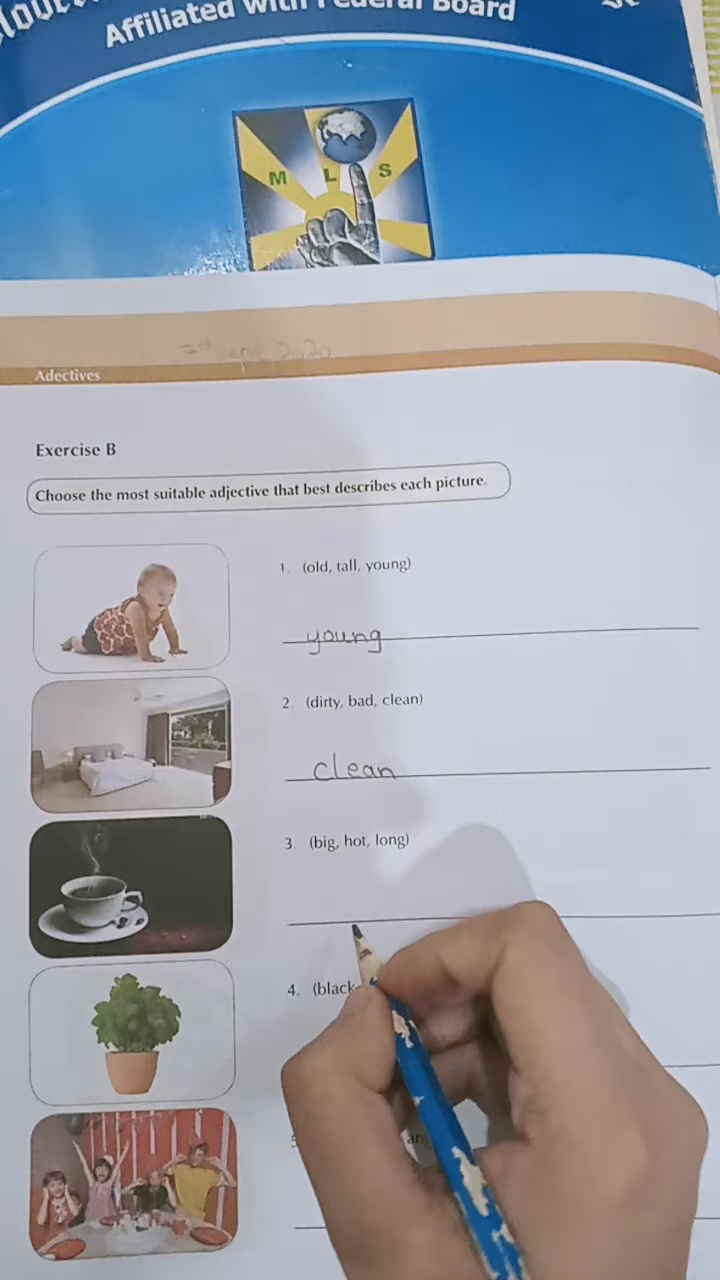 Affiliated With Federal Board
M L S
Adectives
Exercise B
Choose the most suitable adjective that best describes each picture.
1. (old, tall, young)
young
2. (dirty, bad, clean)
clean
3. (big, hot, long)
4. (black